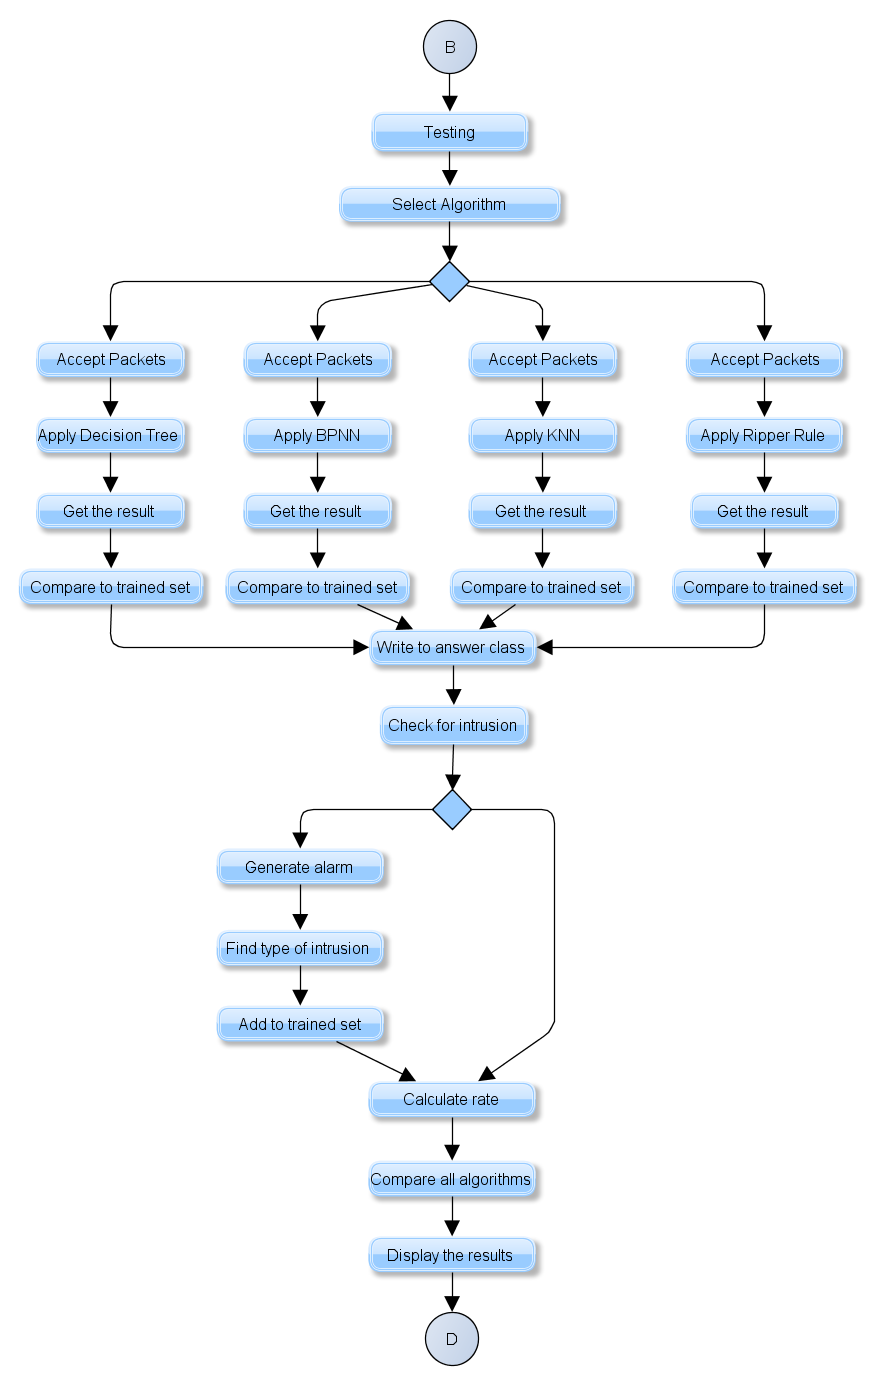 B
Testing
Select Algorithm
Accept Packets
Accept Packets
Accept Packets
Accept Packets
Apply Decision Tree
Apply BPNN
Apply KNN
Apply Ripper Rule
Get the result
Get the result
Get the result
Get the result
Compare to trained set
Compare to trained set
Compare to trained set
Compare to trained set
Write to answer class
Check for intrusion
Generate alarm
Find type of intrusion
Add to trained set
Calculate rate
Compare all algorithms
Display the results
D